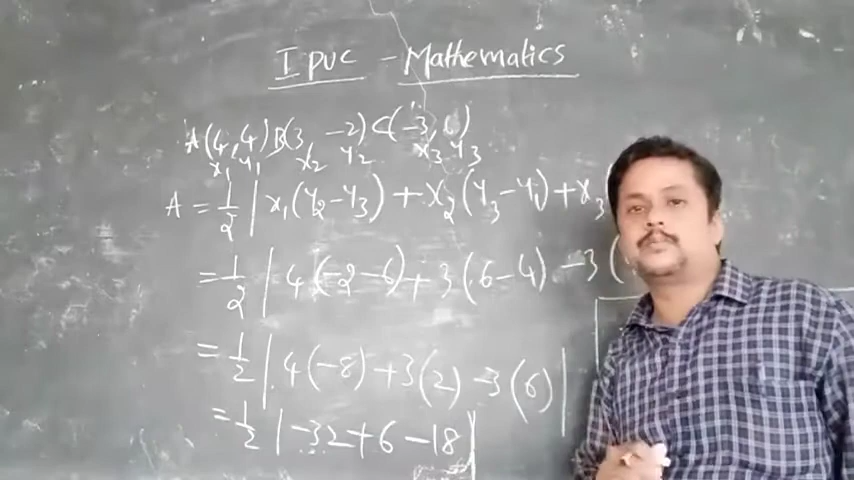 I PUC - Mathematics
A(4,4) B(3, -2) C(-3, 6)
x₁ y₁ x₂ y₂ x₃ y₃
A = 1/2 | x₁(y₂-y₃) + x₂(y₃-y₁) + x₃
= 1/2 | 4(-2-6) + 3(6-4) -3(
= 1/2 | 4(-8) + 3(2) -3(6) |
= 1/2 | -32 + 6 - 18 |